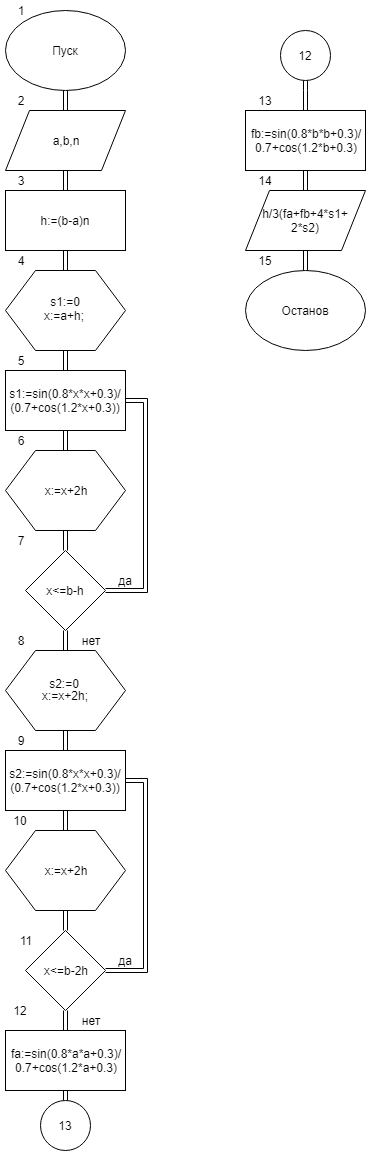 1
Пуск
2
a,b,n
3
h:=(b-a)n
4
s1:=0
x:=a+h;
5
s1:=sin(0.8*x*x+0.3)/
(0.7+cos(1.2*x+0.3))
6
x:=x+2h
7
x<=b-h
да
8
нет
s2:=0
x:=x+2h;
9
s2:=sin(0.8*x*x+0.3)/
(0.7+cos(1.2*x+0.3))
10
x:=x+2h
11
x<=b-2h
да
12
нет
fa:=sin(0.8*a*a+0.3)/
0.7+cos(1.2*a+0.3)
13
12
13
fb:=sin(0.8*b*b+0.3)/
0.7+cos(1.2*b+0.3)
14
h/3(fa+fb+4*s1+
2*s2)
15
Останов